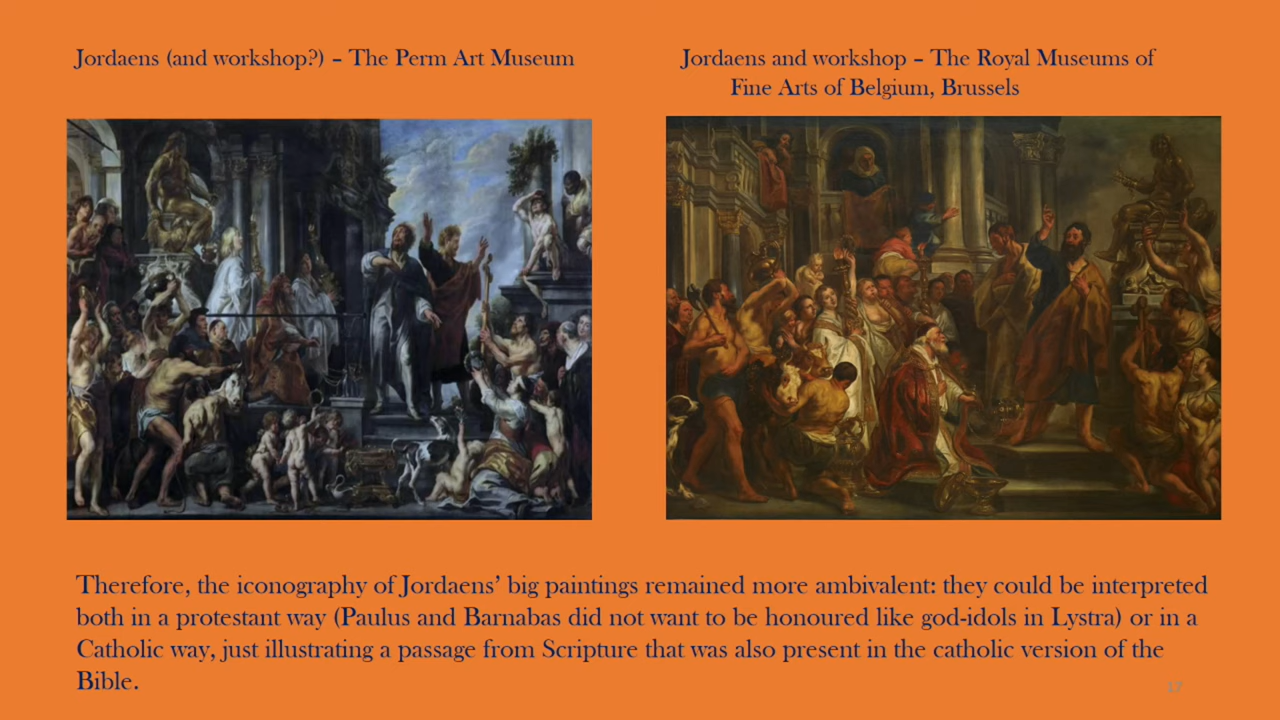 Jordaens (and workshop?) – The Perm Art Museum
Jordaens and workshop – The Royal Museums of
Fine Arts of Belgium, Brussels
Therefore, the iconography of Jordaens’ big paintings remained more ambivalent: they could be interpreted
both in a protestant way (Paulus and Barnabas did not want to be honoured like god-idols in Lystra) or in a
Catholic way, just illustrating a passage from Scripture that was also present in the catholic version of the
Bible.
37